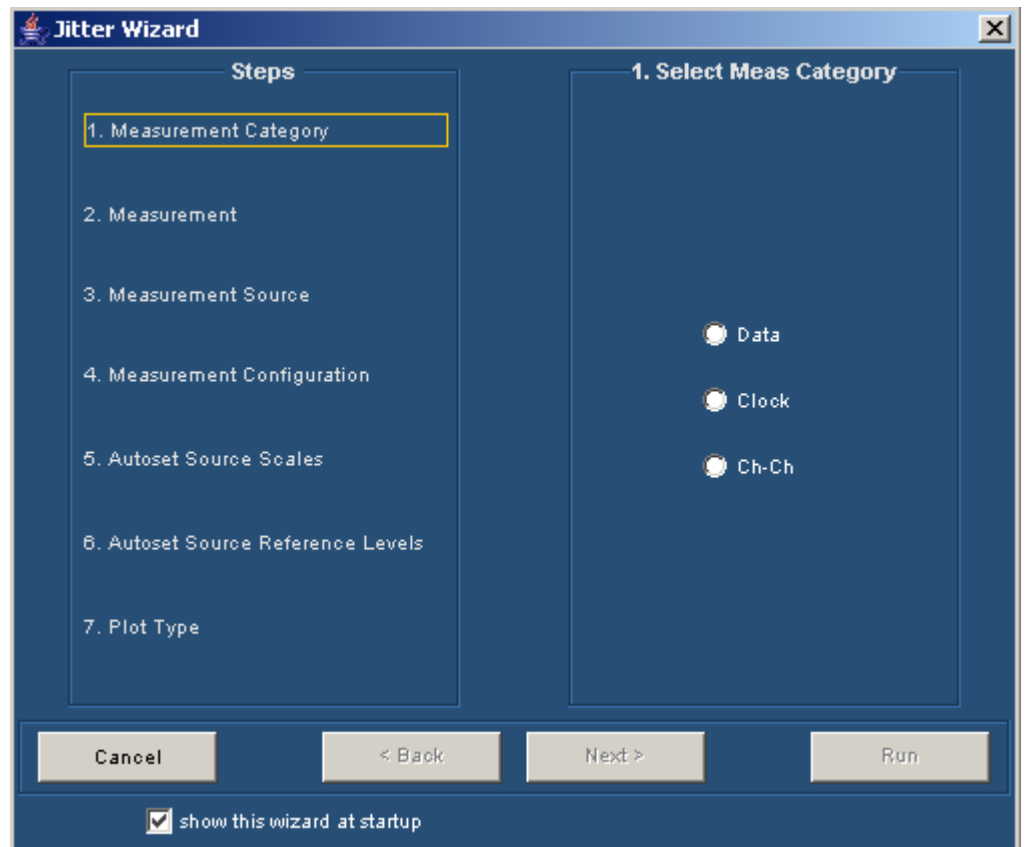 Jitter Wizard
Steps
1. Measurement Category
2. Measurement
3. Measurement Source
4. Measurement Configuration
5. Autoset Source Scales
6. Autoset Source Reference Levels
7. Plot Type
1. Select Meas Category
Data
Clock
Ch-Ch
Cancel
< Back
Next >
Run
show this wizard at startup